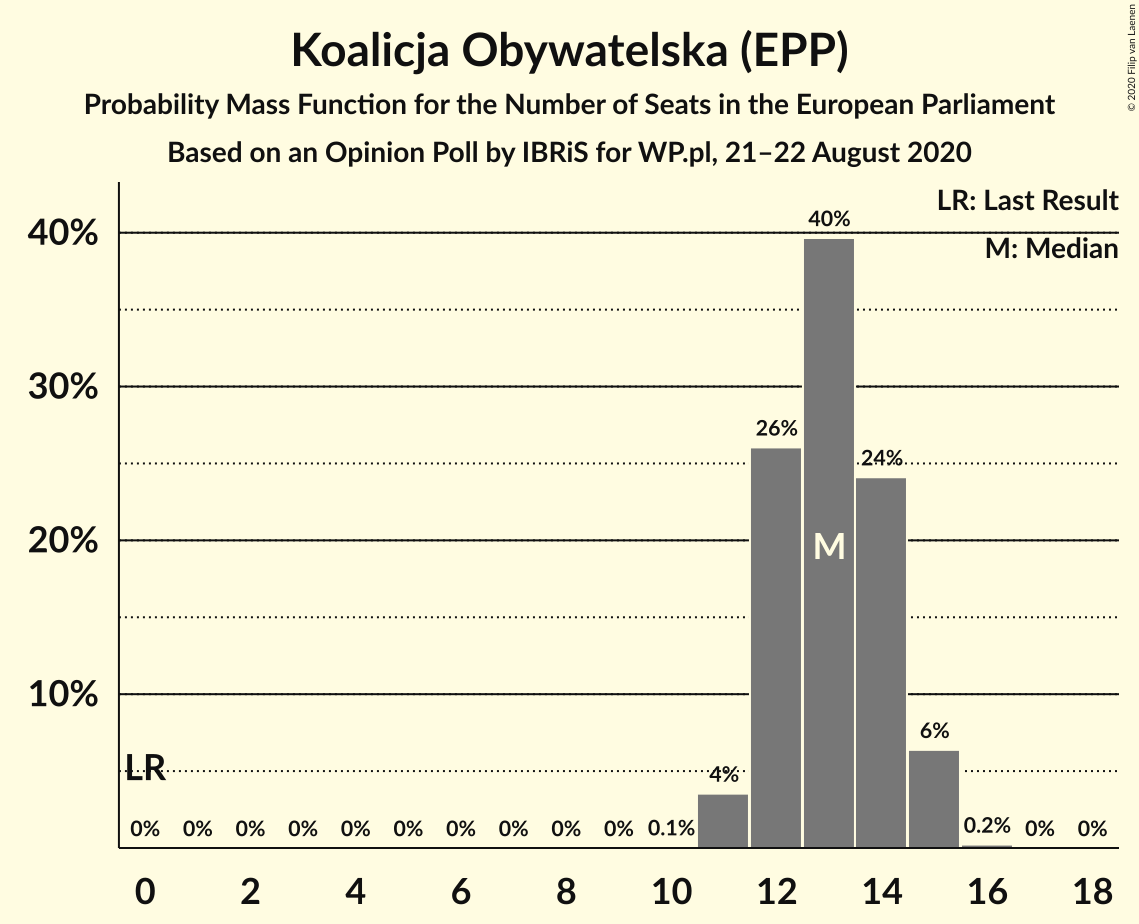 Koalicja Obywatelska (EPP)
Probability Mass Function for the Number of Seats in the European Parliament
Based on an Opinion Poll by IBRiS for WP.pl, 21–22 August 2020
© 2020 Filip van Laenen
LR: Last Result
M: Median
40%
30%
20%
10%
40%
26%
24%
M
6%
4%
LR
0% 0% 0% 0% 0% 0% 0% 0% 0% 0% 0.1% 0.2% 0% 0%
0 2 4 6 8 10 12 14 16 18